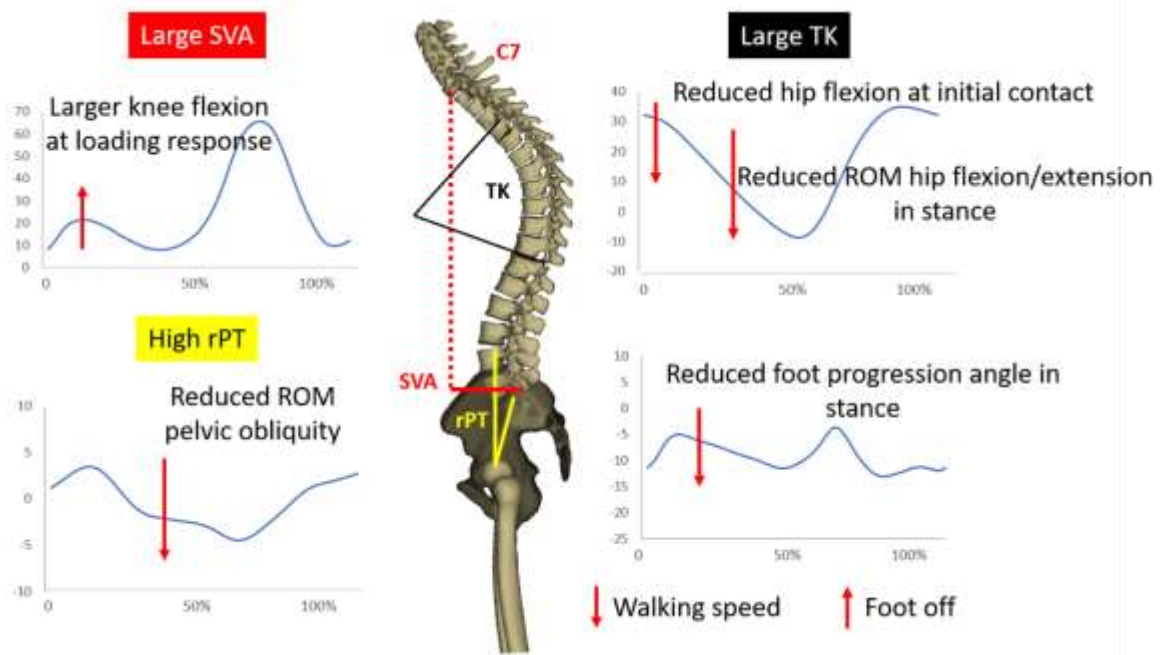 Large SVA
Larger knee flexion
at loading response
70
60
50
40
30
20
10
0
0
50%
100%
High rPT
Reduced ROM
pelvic obliquity
10
5
0
-5
-10
0
50%
100%
C7
TK
SVA
rPT
Large TK
Reduced hip flexion at initial contact
Reduced ROM hip flexion/extension
in stance
40
30
20
10
0
-10
-20
0
50%
100%
Reduced foot progression angle in
stance
10
5
0
-5
-10
-15
-20
-25
0
50%
100%
Walking speed
Foot off